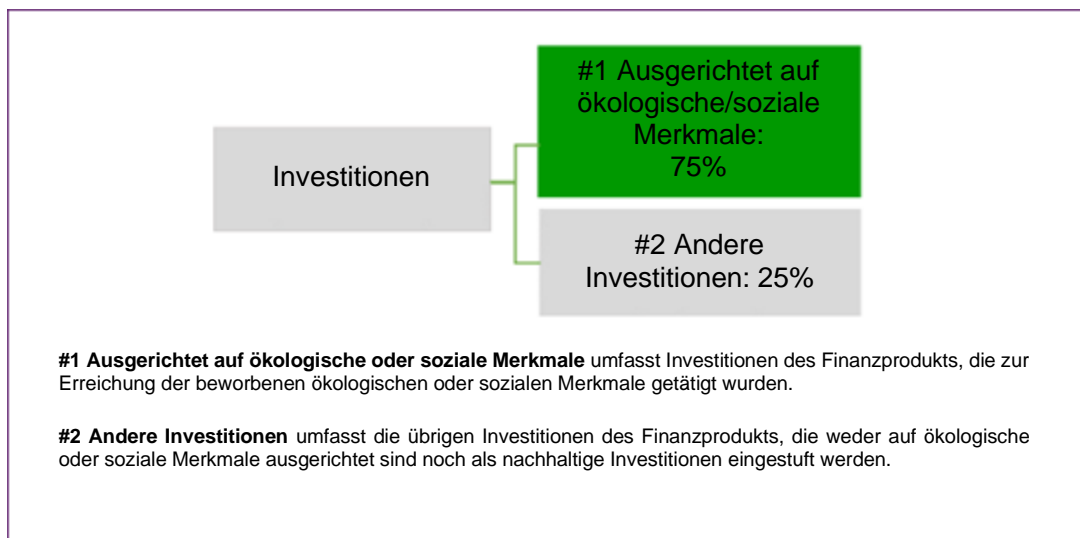 #1 Ausgerichtet auf
ökologische/soziale
Merkmale:
75%
Investitionen
#2 Andere
Investitionen: 25%
#1 Ausgerichtet auf ökologische oder soziale Merkmale umfasst Investitionen des Finanzprodukts, die zur
Erreichung der beworbenen ökologischen oder sozialen Merkmale getätigt wurden.
#2 Andere Investitionen umfasst die übrigen Investitionen des Finanzprodukts, die weder auf ökologische
oder soziale Merkmale ausgerichtet sind noch als nachhaltige Investitionen eingestuft werden.